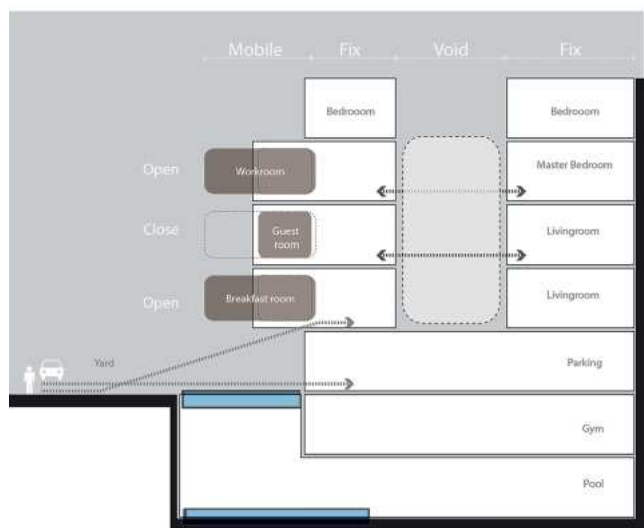 Mobile Fix Void Fix
Bedrooom Bedrooom
Open Workroom Master Bedroom
Close Guest Livingroom
room
Open Breakfast room Livingroom
Yard Parking
Gym
Pool